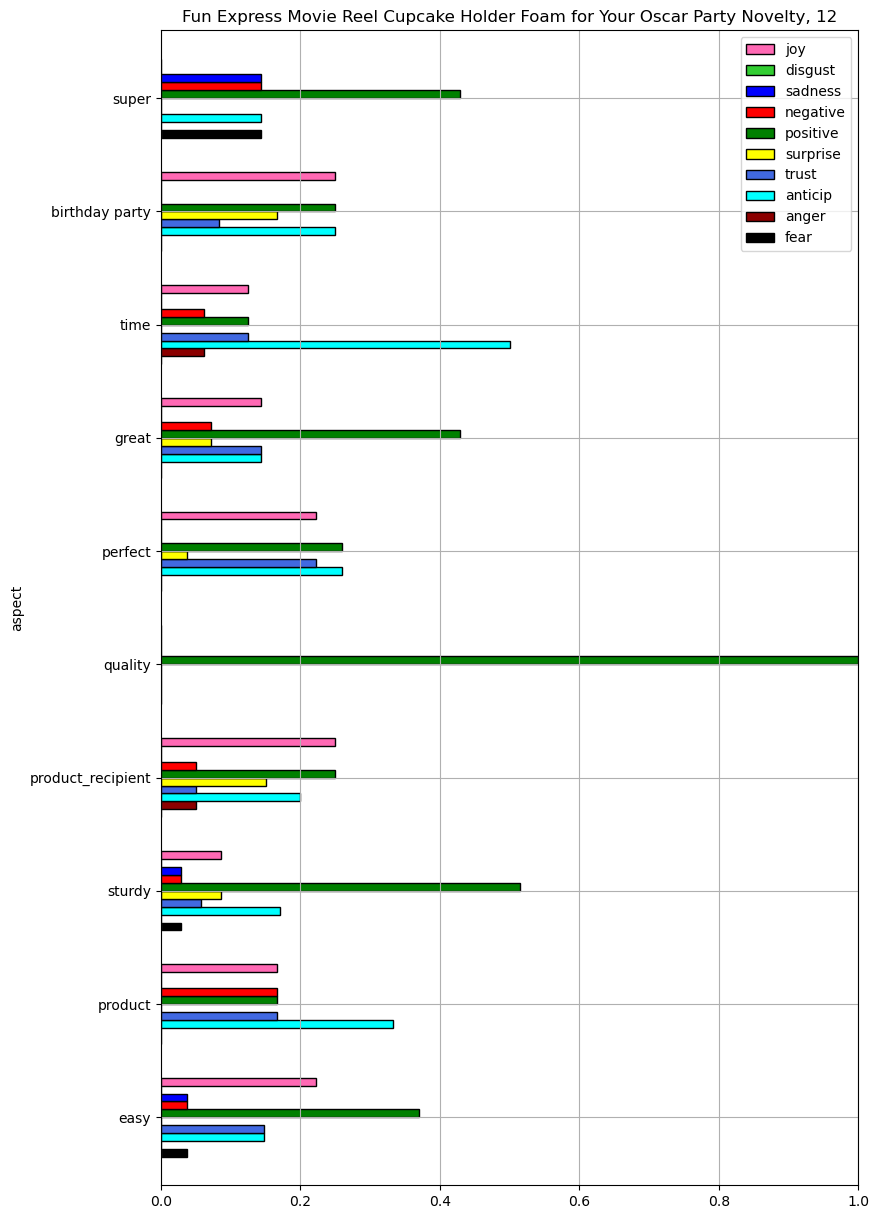 Fun Express Movie Reel Cupcake Holder Foam for Your Oscar Party Novelty, 12
joy
disgust
sadness
negative
positive
surprise
trust
anticip
anger
fear
super
birthday party
time
great
perfect
quality
product_recipient
sturdy
product
easy
aspect
0.0 0.2 0.4 0.6 0.8 1.0